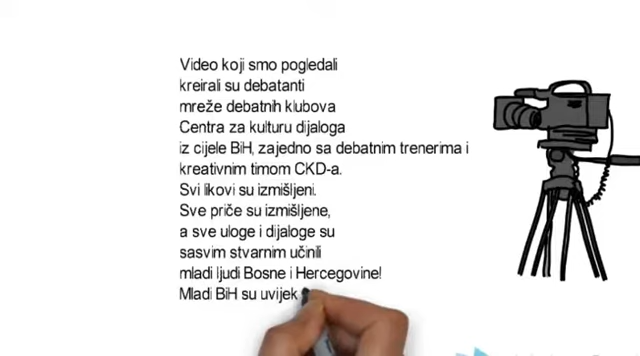 Video koji smo pogledali
kreirali su debatanti
mreže debatnih klubova
Centra za kulturu dijaloga
iz cijele BiH, zajedno sa debatnim trenerima i
kreativnim timom CKD-a.
Svi likovi su izmišljeni.
Sve priče su izmišljene,
a sve uloge i dijaloge su
sasvim stvarnim učinili
mladi ljudi Bosne i Hercegovine!
Mladi BiH su uvijek